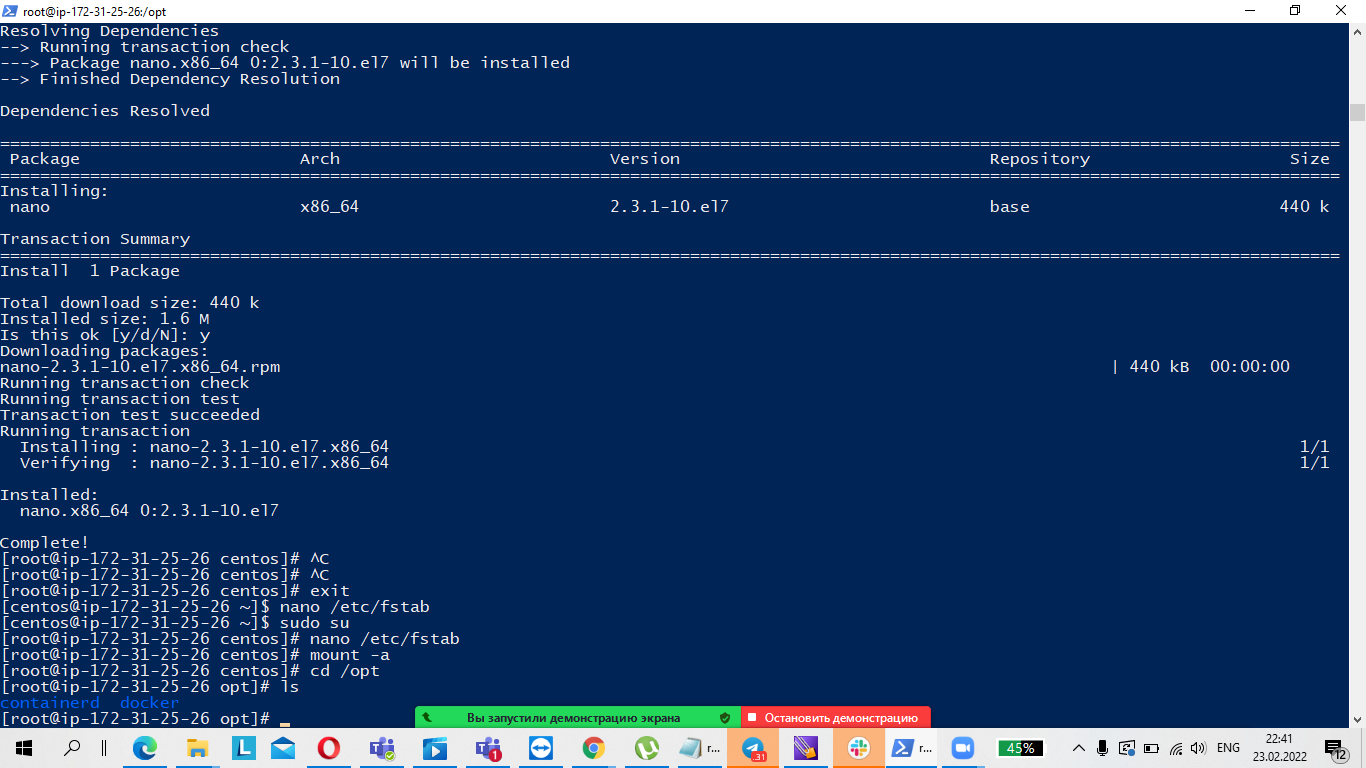 root@ip-172-31-25-26:/opt
Resolving Dependencies
--> Running transaction check
---> Package nano.x86_64 0:2.3.1-10.el7 will be installed
--> Finished Dependency Resolution
Dependencies Resolved
================================================================================
Package Arch Version Repository Size
================================================================================
Installing:
nano x86_64 2.3.1-10.el7 base 440 k
Transaction Summary
================================================================================
Install 1 Package
Total download size: 440 k
Installed size: 1.6 M
Is this ok [y/d/N]: y
Downloading packages:
nano-2.3.1-10.el7.x86_64.rpm | 440 kB 00:00:00
Running transaction check
Running transaction test
Transaction test succeeded
Running transaction
Installing : nano-2.3.1-10.el7.x86_64 1/1
Verifying : nano-2.3.1-10.el7.x86_64 1/1
Installed:
nano.x86_64 0:2.3.1-10.el7
Complete!
[root@ip-172-31-25-26 centos]# ^C
[root@ip-172-31-25-26 centos]# ^C
[root@ip-172-31-25-26 centos]# exit
[centos@ip-172-31-25-26 ~]$ nano /etc/fstab
[centos@ip-172-31-25-26 ~]$ sudo su
[root@ip-172-31-25-26 centos]# nano /etc/fstab
[root@ip-172-31-25-26 centos]# mount -a
[root@ip-172-31-25-26 centos]# cd /opt
[root@ip-172-31-25-26 opt]# ls
containerd docker
[root@ip-172-31-25-26 opt]# _
Вы запустили демонстрацию экрана Остановить демонстрацию
L 1 r... 31 r... 45% ENG 22:41
23.02.2022 12